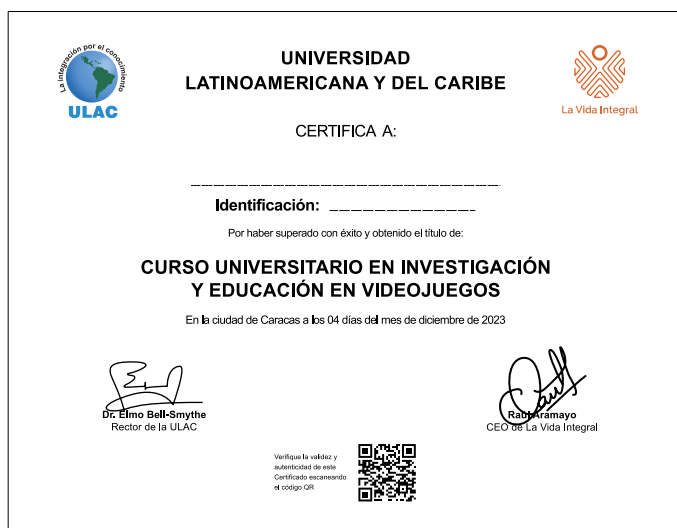 La integración por el conocimiento
ULAC
UNIVERSIDAD
LATINOAMERICANA Y DEL CARIBE
La Vida Integral
CERTIFICA A:
Identificación:
Por haber superado con éxito y obtenido el título de:
CURSO UNIVERSITARIO EN INVESTIGACIÓN
Y EDUCACIÓN EN VIDEOJUEGOS
En la ciudad de Caracas a los 04 días del mes de diciembre de 2023
Dr. Elmo Bell-Smythe
Rector de la ULAC
Raúl Aramayo
CEO de La Vida Integral
Verifique la validez y
autenticidad de este
Certificado escaneando
el código QR